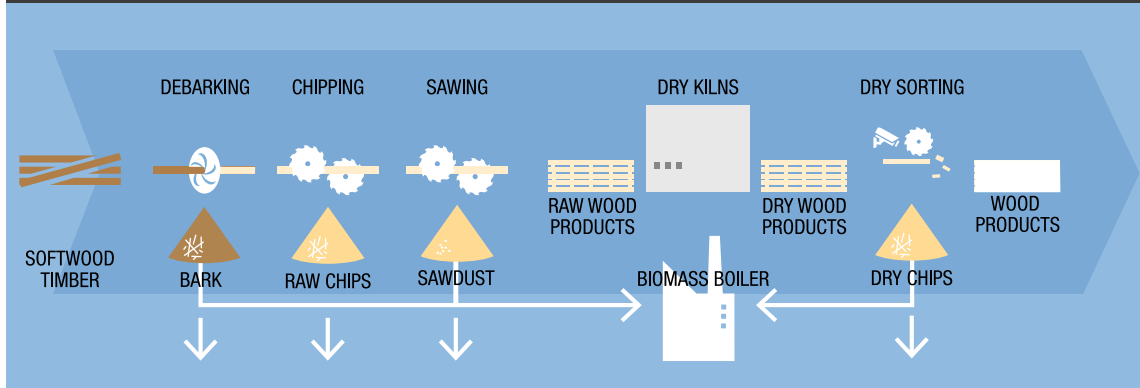 DEBARKING
CHIPPING
SAWING
DRY KILNS
DRY SORTING
SOFTWOOD
TIMBER
BARK
RAW CHIPS
SAWDUST
RAW WOOD
PRODUCTS
BIOMASS BOILER
DRY WOOD
PRODUCTS
DRY CHIPS
WOOD
PRODUCTS